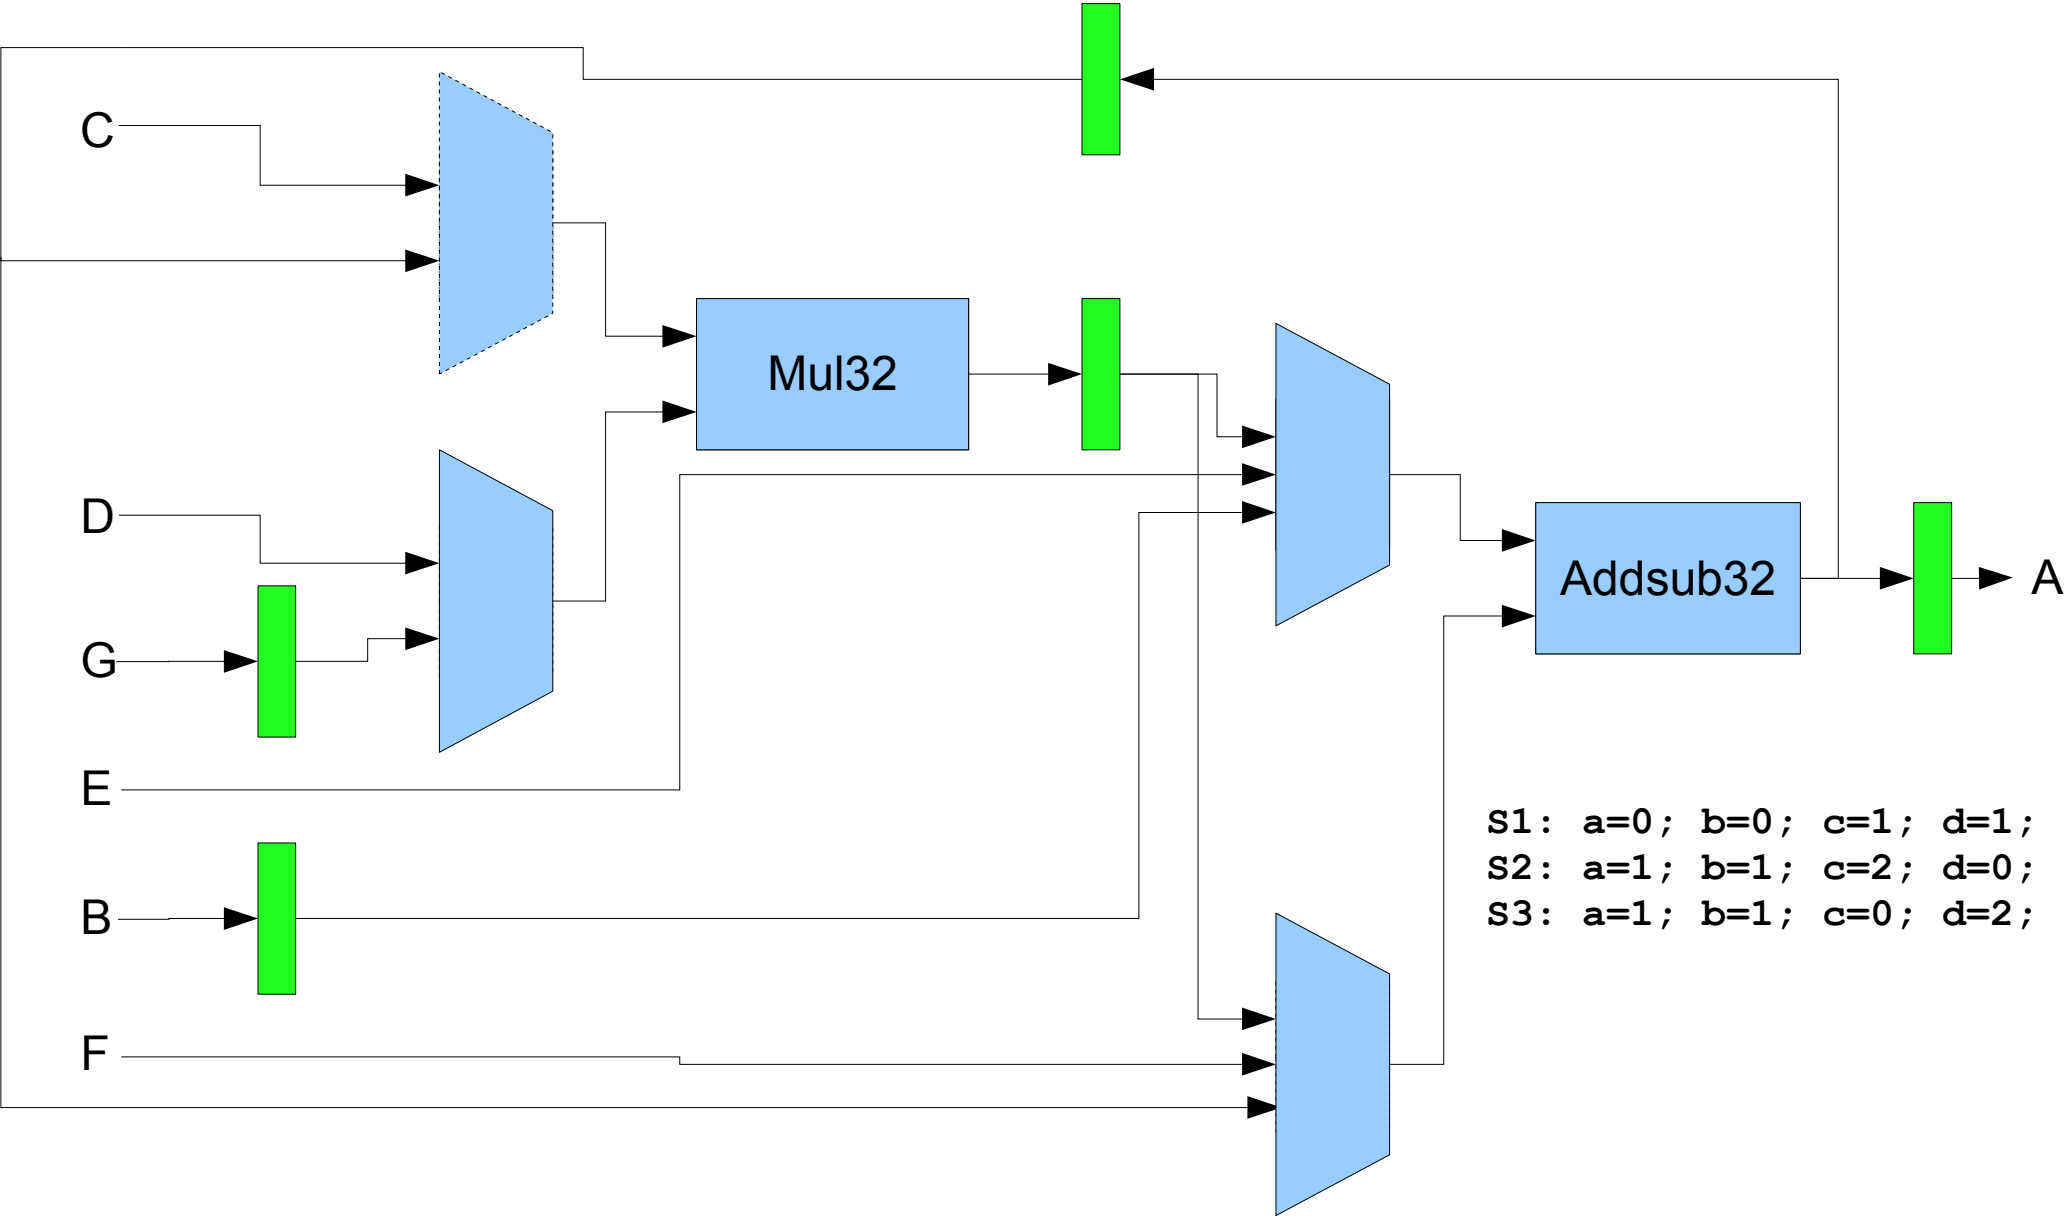 C
Mul32
D
Addsub32
A
G
E
S1: a=0; b=0; c=1; d=1;
S2: a=1; b=1; c=2; d=0;
S3: a=1; b=1; c=0; d=2;
B
F